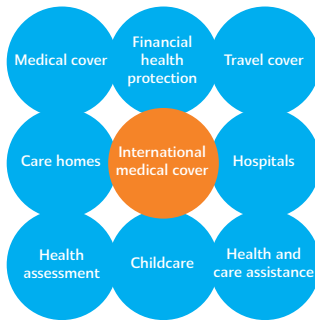 Medical cover
Financial
health
protection
Travel cover
Care homes
International
medical cover
Hospitals
Health
assessment
Childcare
Health and
care assistance